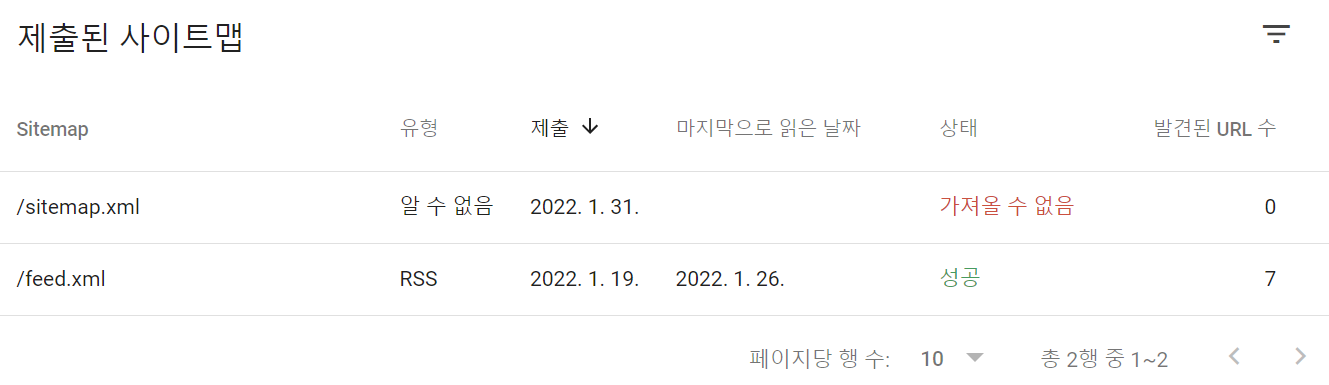 제출된 사이트맵
Sitemap 유형 제출 마지막으로 읽은 날짜 상태 발견된 URL 수
/sitemap.xml 알 수 없음 2022. 1. 31. 가져올 수 없음 0
/feed.xml RSS 2022. 1. 19. 2022. 1. 26. 성공 7
페이지당 행 수: 10 총 2행 중 1~2